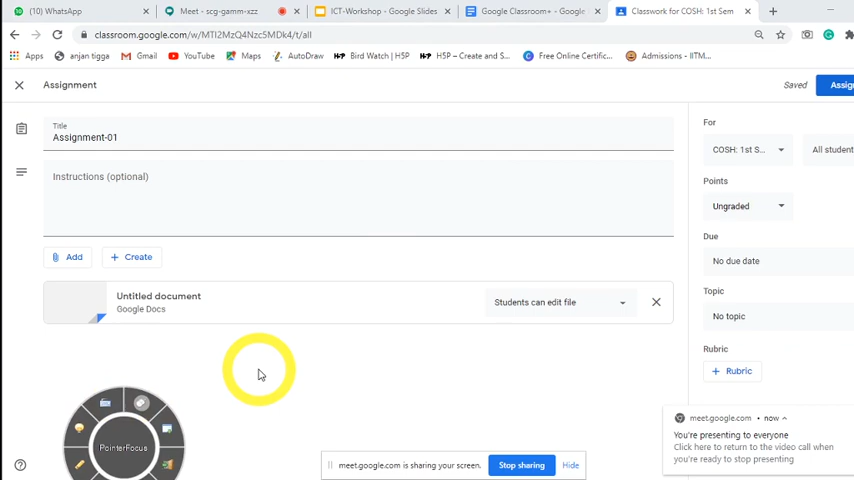 (10) WhatsApp
Meet - scg-gamm-xzz
ICT-Workshop - Google Slides
Google Classroom+ - Google
Classwork for COSH: 1st Sem
classroom.google.com/w/MTI2MzQ4Nzc5MDk4/t/all
Apps
anjan tigga
Gmail
YouTube
Maps
AutoDraw
Bird Watch | H5P
H5P – Create and S...
Free Online Certific...
Admissions - IITM...
Assignment
Saved
Assig
Title
Assignment-01
Instructions (optional)
Add
Create
Untitled document
Google Docs
Students can edit file
For
COSH: 1st S...
All student
Points
Ungraded
Due
No due date
Topic
No topic
Rubric
+ Rubric
PointerFocus
meet.google.com is sharing your screen.
Stop sharing
Hide
meet.google.com • now
You're presenting to everyone
Click here to return to the video call when
you're ready to stop presenting